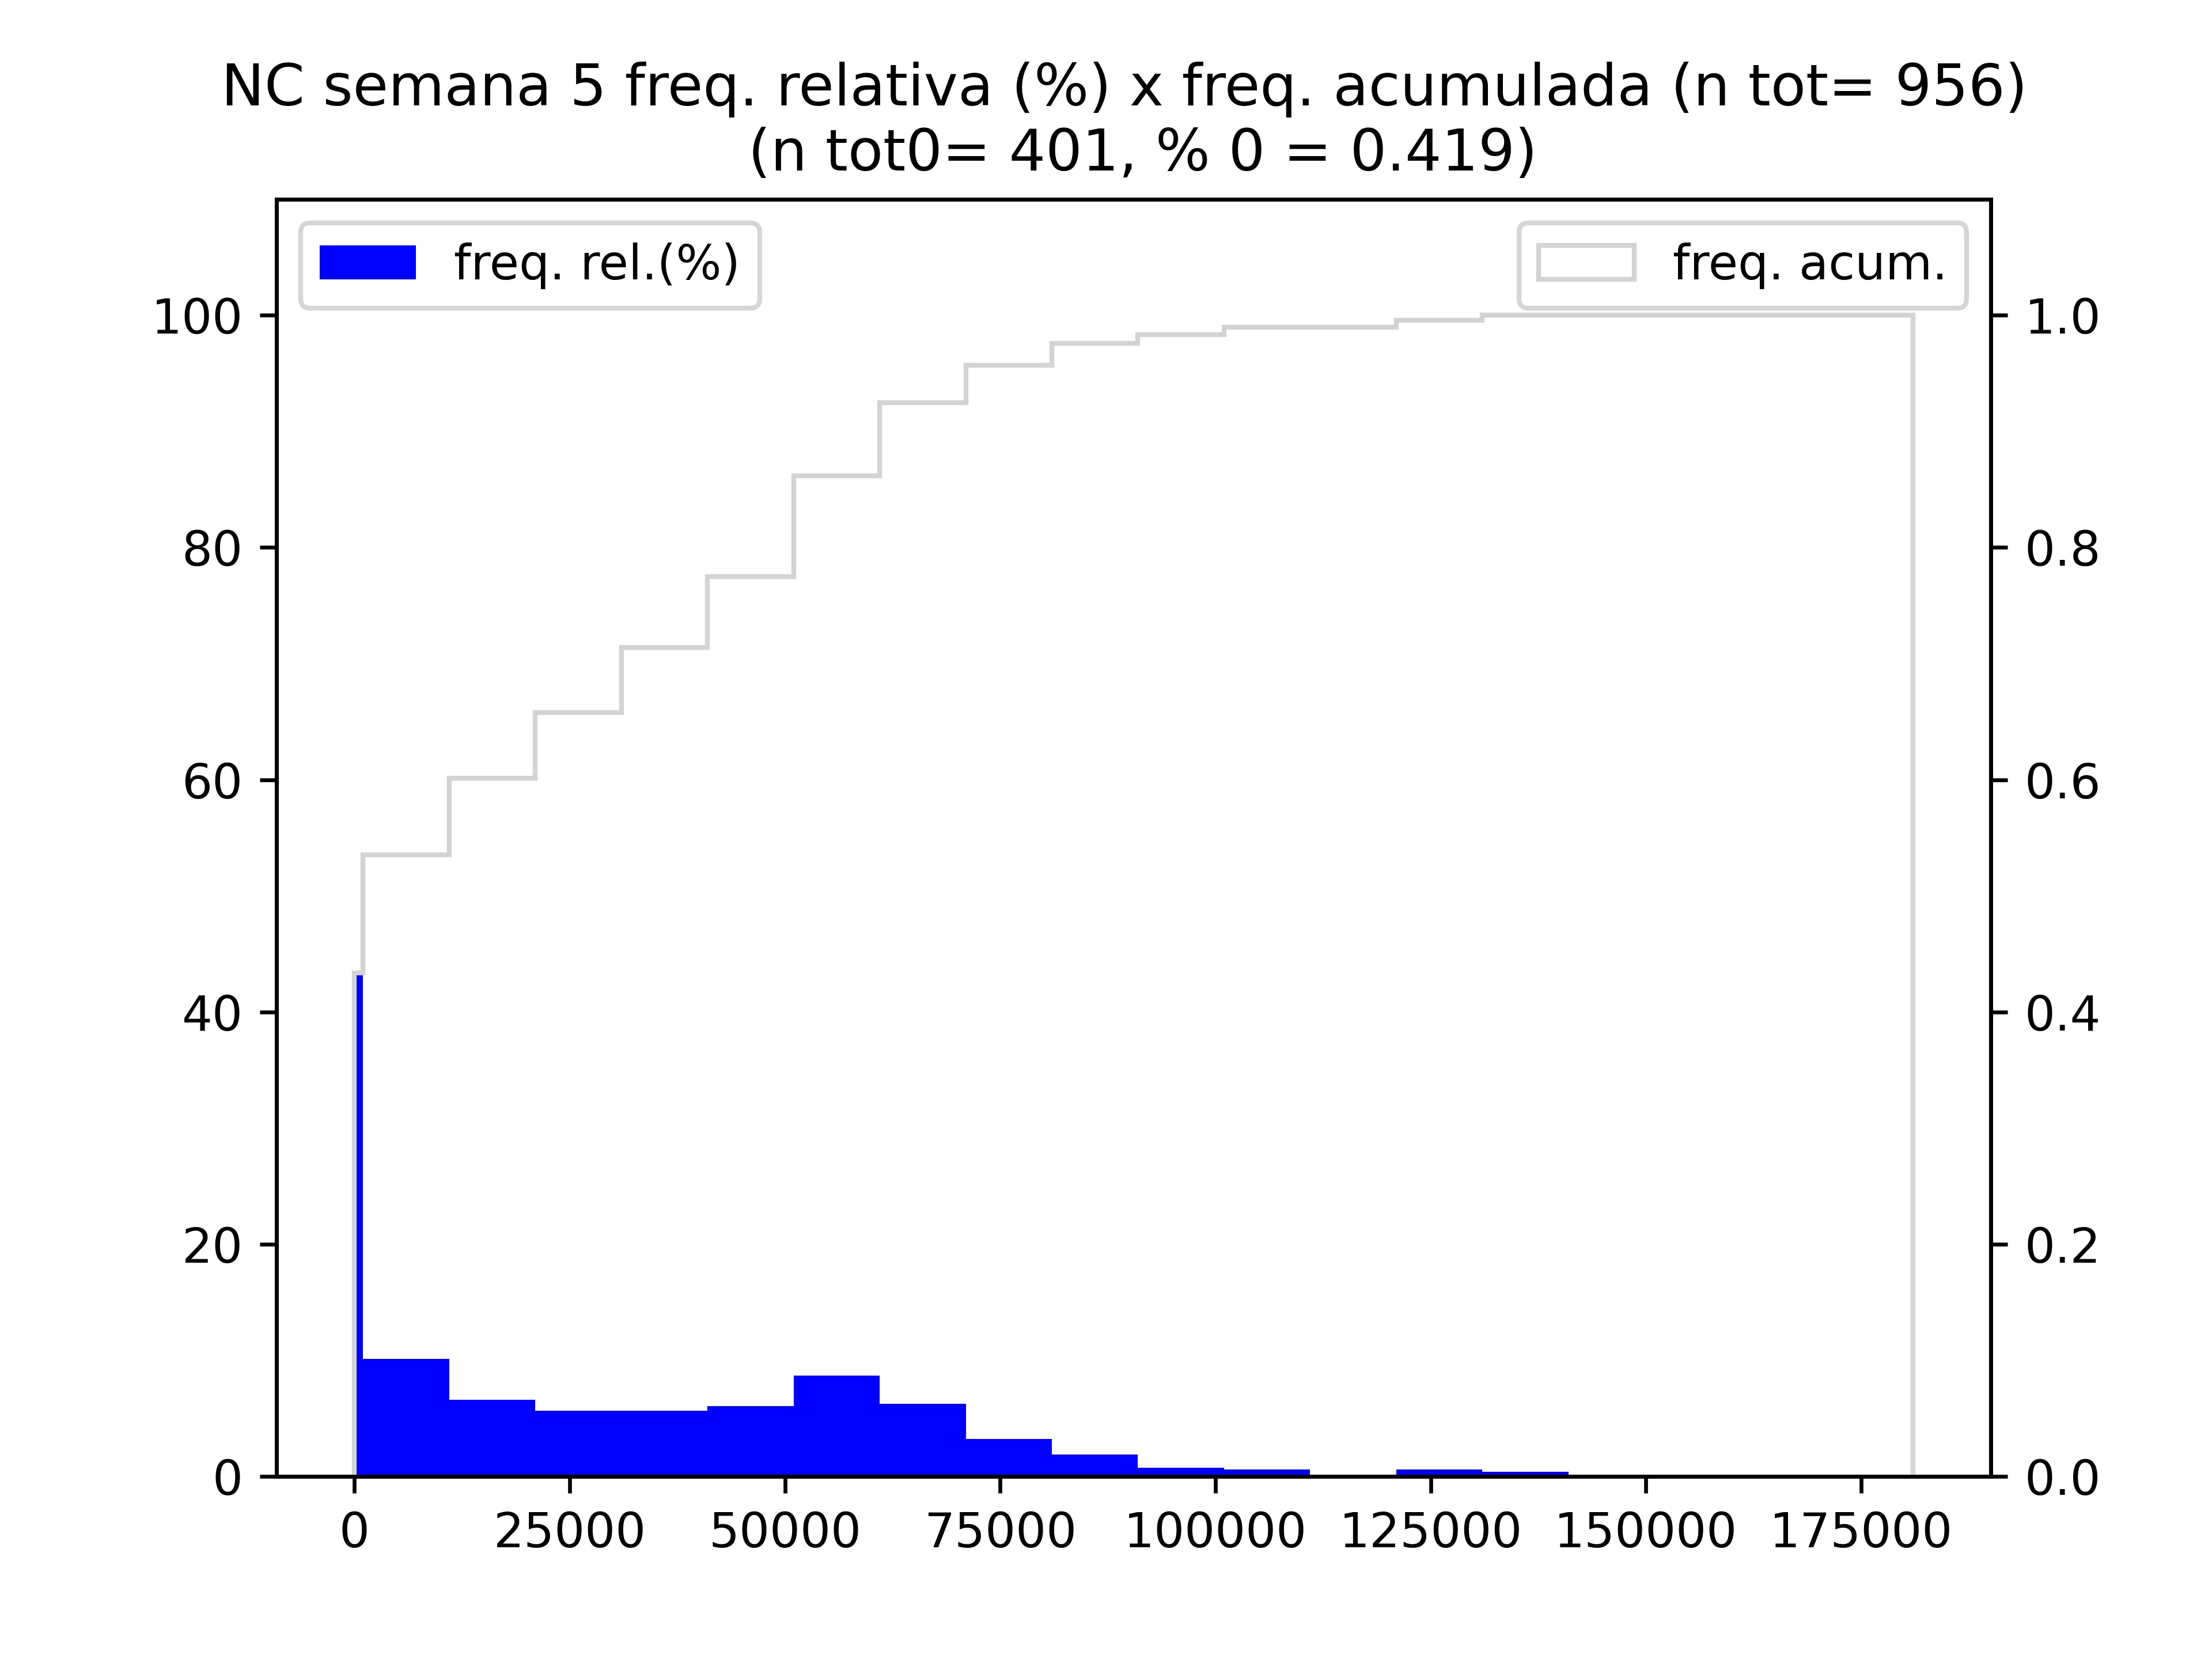 NC semana 5 freq. relativa (%) x freq. acumulada (n tot= 956)
(n tot0= 401, % 0 = 0.419)
freq. rel.(%)
freq. acum.
100
80
60
40
20
0
1.0
0.8
0.6
0.4
0.2
0.0
0 25000 50000 75000 100000 125000 150000 175000